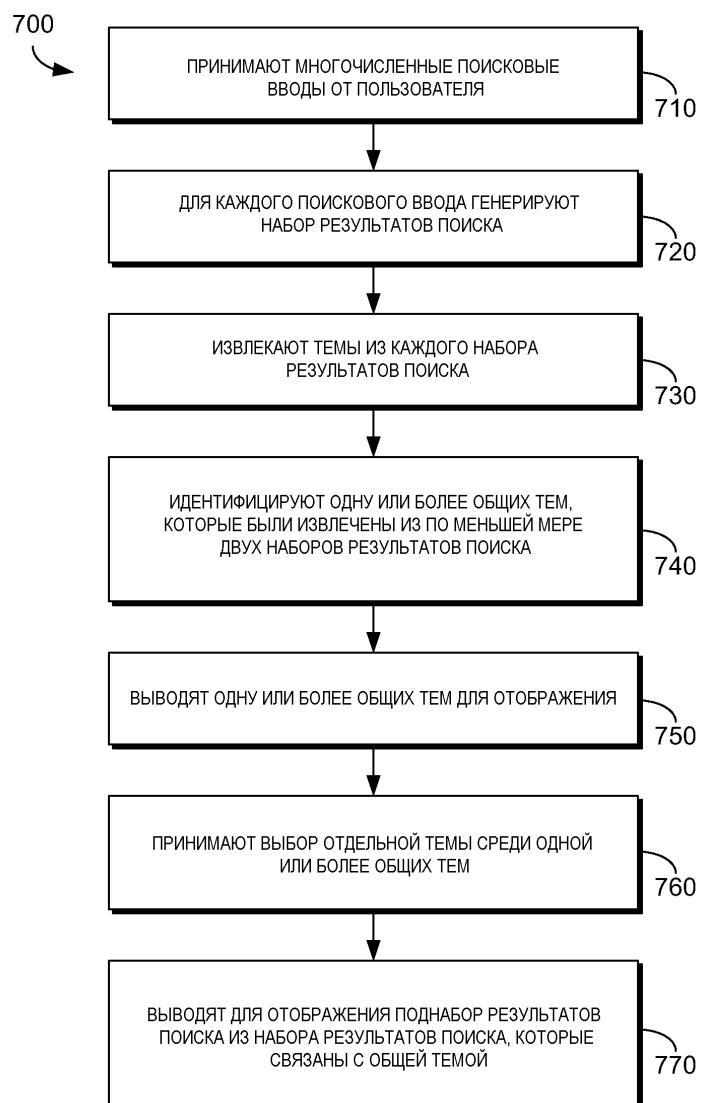 700
ПРИНИМАЮТ МНОГОЧИСЛЕННЫЕ ПОИСКОВЫЕ
ВВОДЫ ОТ ПОЛЬЗОВАТЕЛЯ
710
ДЛЯ КАЖДОГО ПОИСКОВОГО ВВОДА ГЕНЕРИРУЮТ
НАБОР РЕЗУЛЬТАТОВ ПОИСКА
720
ИЗВЛЕКАЮТ ТЕМЫ ИЗ КАЖДОГО НАБОРА
РЕЗУЛЬТАТОВ ПОИСКА
730
ИДЕНТИФИЦИРУЮТ ОДНУ ИЛИ БОЛЕЕ ОБЩИХ ТЕМ,
КОТОРЫЕ БЫЛИ ИЗВЛЕЧЕНЫ ИЗ ПО МЕНЬШЕЙ МЕРЕ
ДВУХ НАБОРОВ РЕЗУЛЬТАТОВ ПОИСКА
740
ВЫВОДЯТ ОДНУ ИЛИ БОЛЕЕ ОБЩИХ ТЕМ ДЛЯ ОТОБРАЖЕНИЯ
750
ПРИНИМАЮТ ВЫБОР ОТДЕЛЬНОЙ ТЕМЫ СРЕДИ ОДНОЙ
ИЛИ БОЛЕЕ ОБЩИХ ТЕМ
760
ВЫВОДЯТ ДЛЯ ОТОБРАЖЕНИЯ ПОДНАБОР РЕЗУЛЬТАТОВ
ПОИСКА ИЗ НАБОРА РЕЗУЛЬТАТОВ ПОИСКА, КОТОРЫЕ
СВЯЗАНЫ С ОБЩЕЙ ТЕМОЙ
770